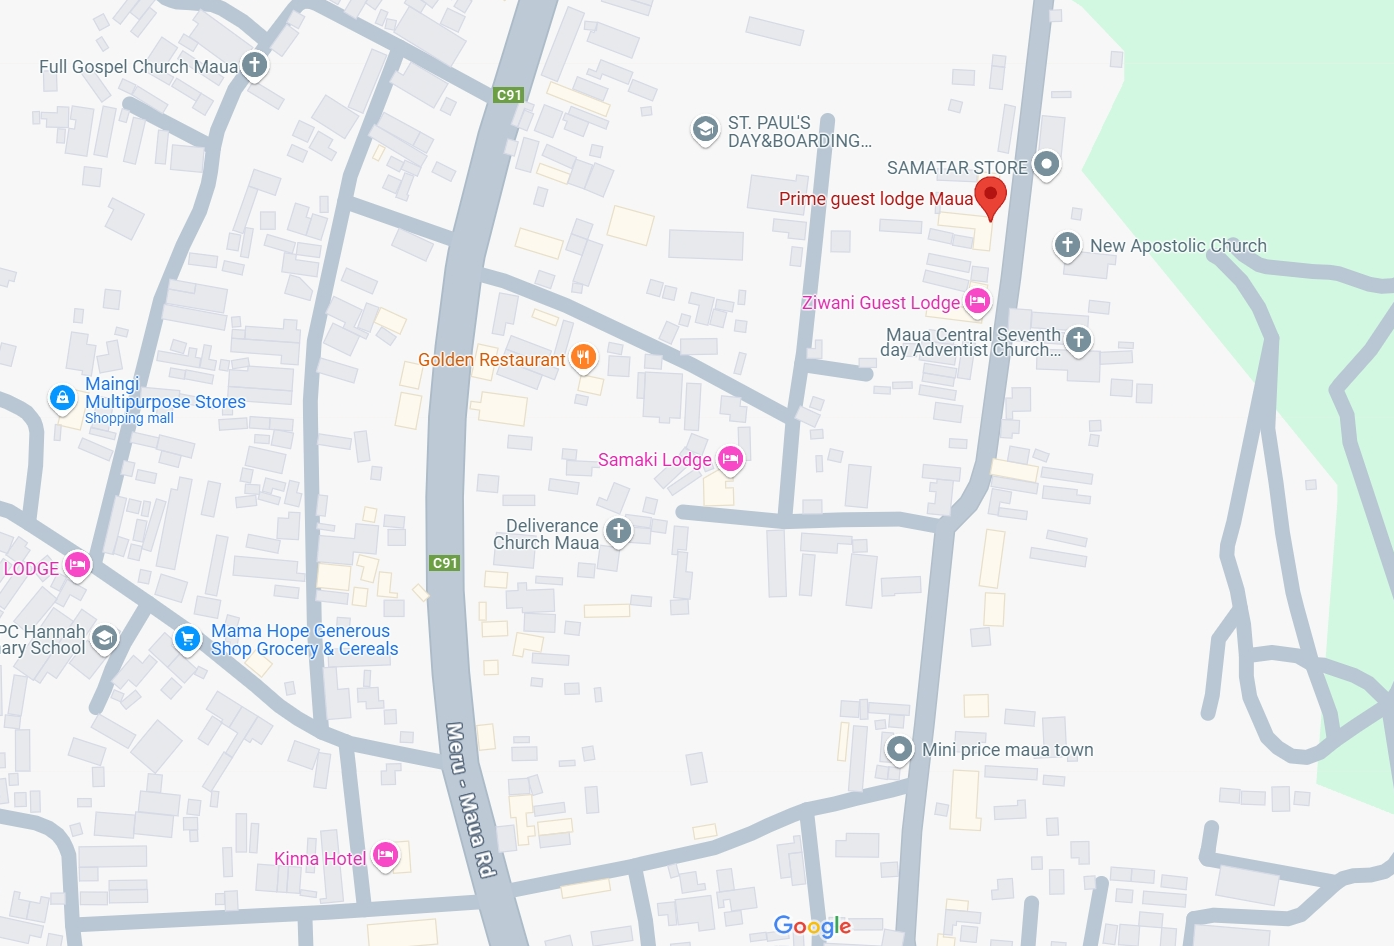 Full Gospel Church Maua
C91
ST. PAUL'S
DAY&BOARDING...
SAMATAR STORE
Prime guest lodge Maua
New Apostolic Church
Ziwani Guest Lodge
Maua Central Seventh
day Adventist Church...
Golden Restaurant
Maingi
Multipurpose Stores
Shopping mall
Samaki Lodge
Deliverance
Church Maua
C91
LODGE
PC Hannah
ary School
Mama Hope Generous
Shop Grocery & Cereals
Meru - Maua Rd
Mini price maua town
Kinna Hotel
Google